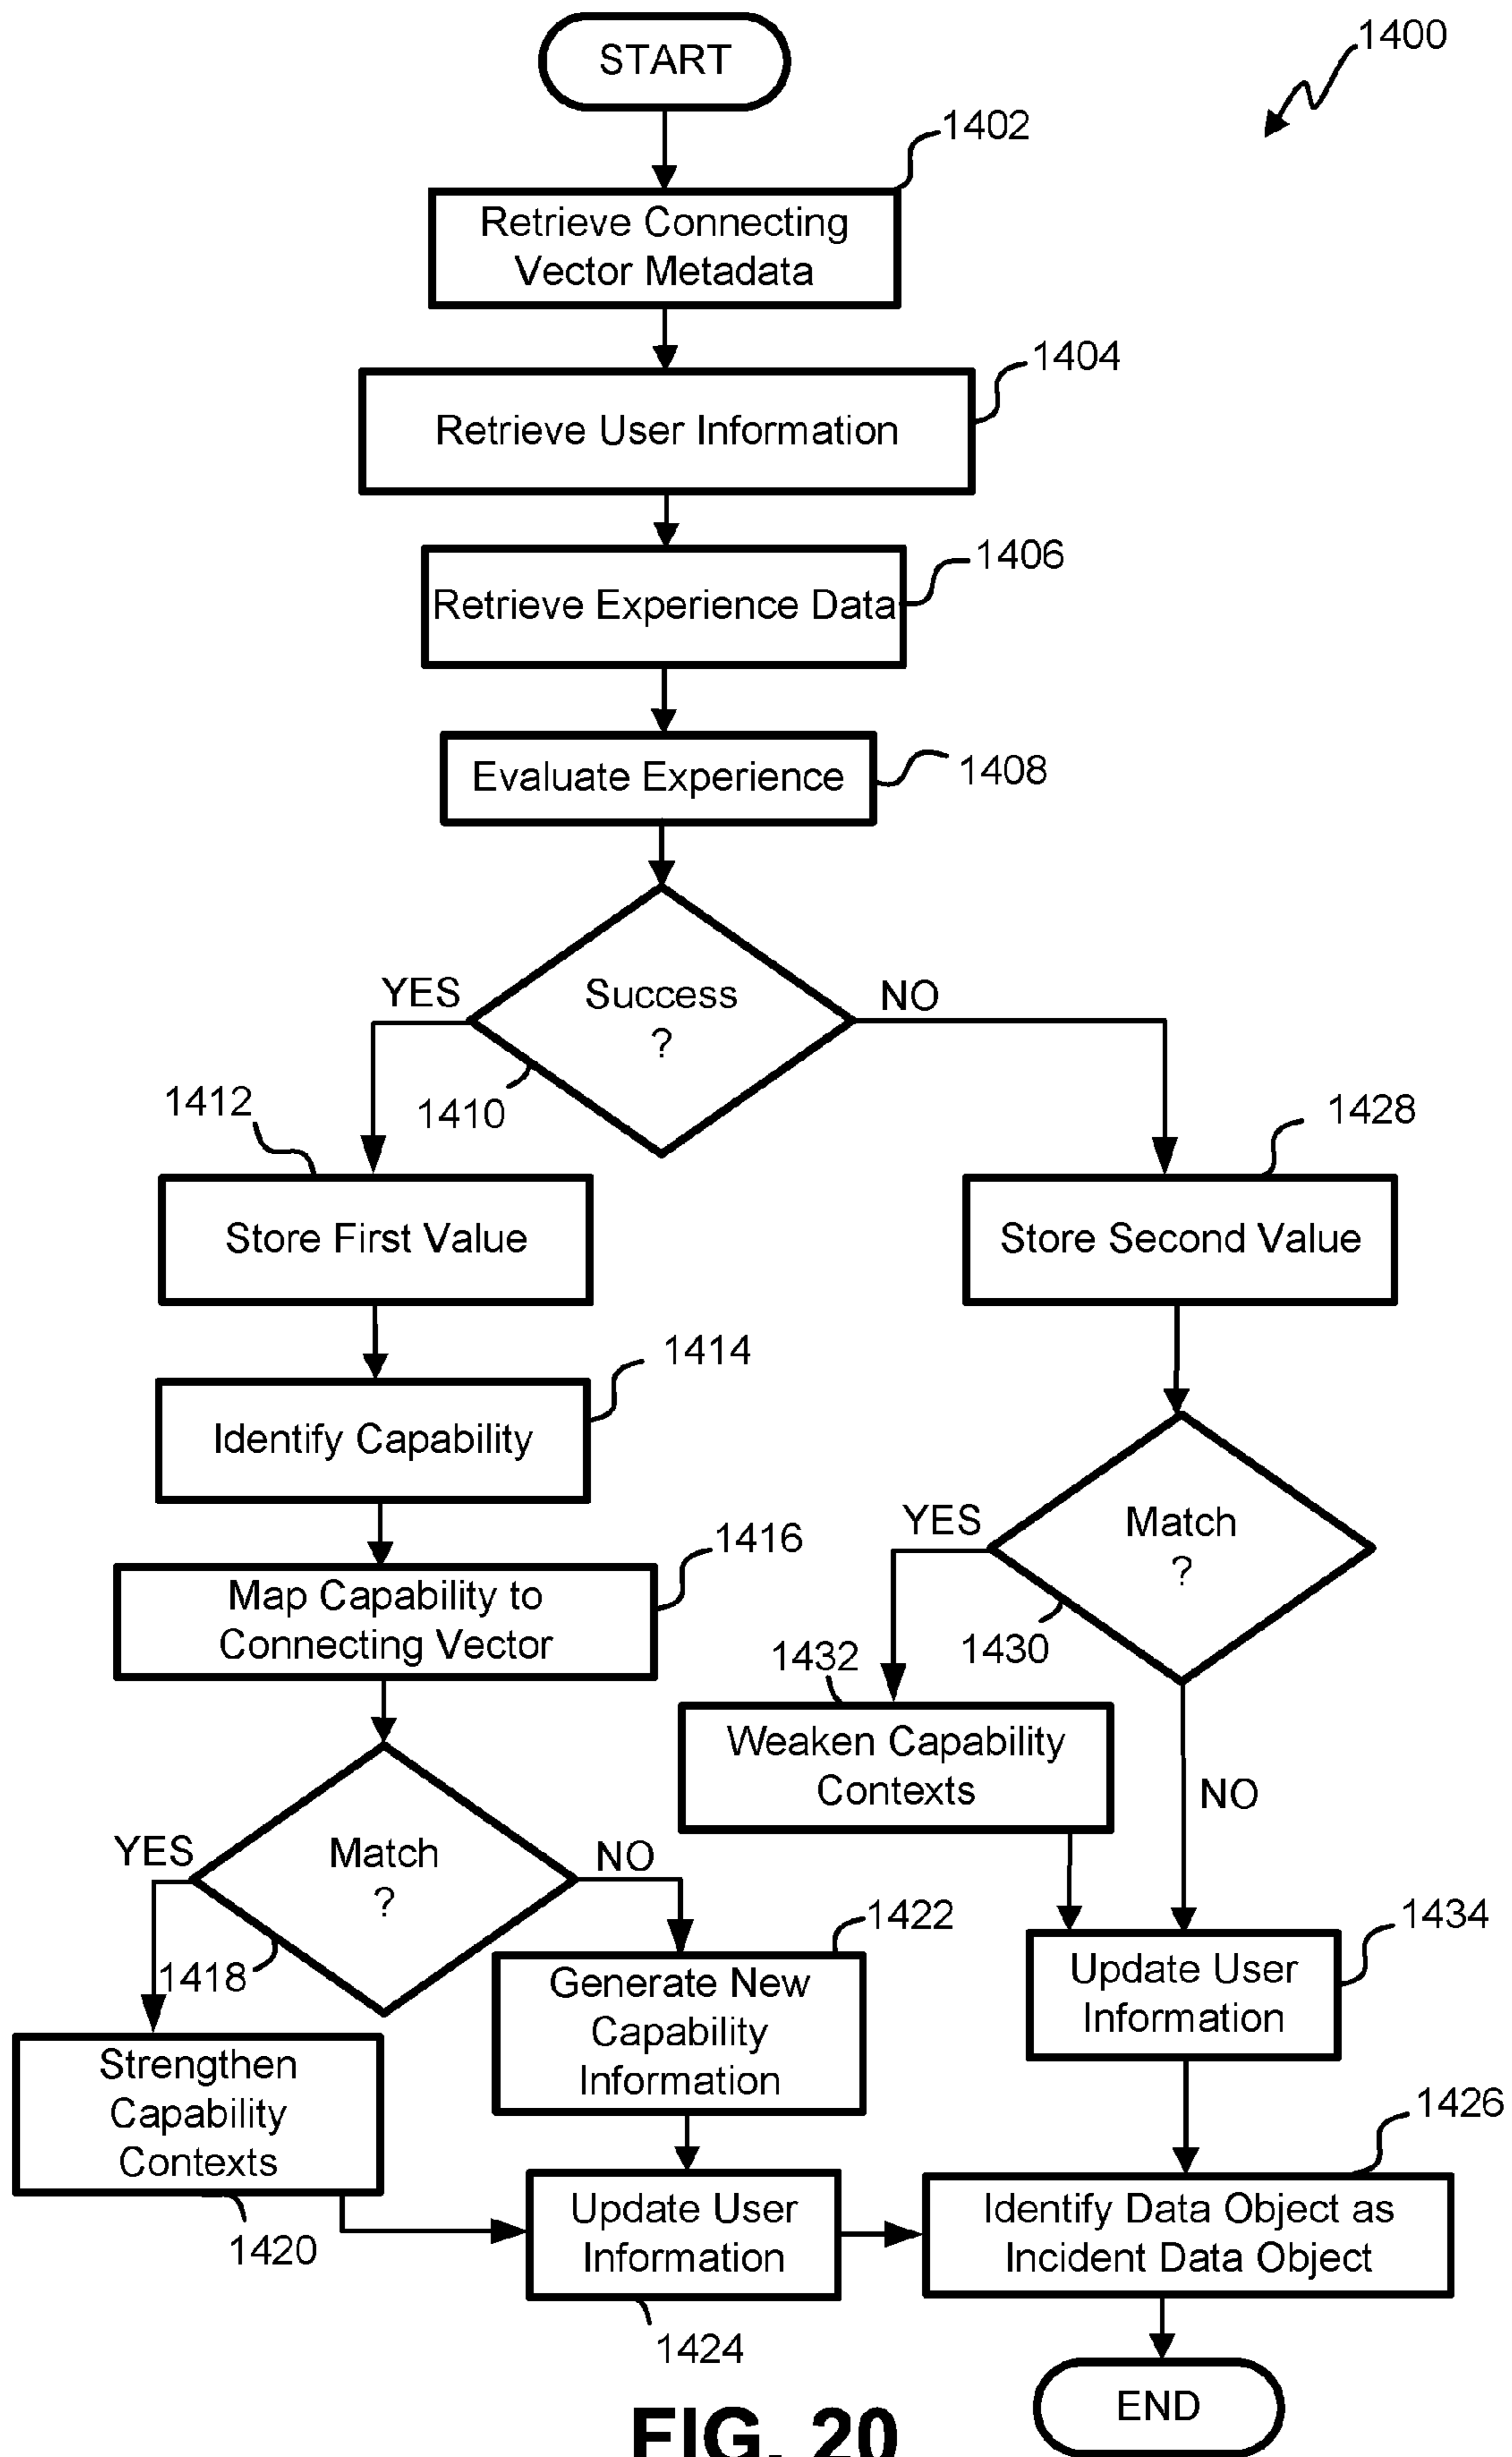 START
1400
1402
Retrieve Connecting
Vector Metadata
1404
Retrieve User Information
1406
Retrieve Experience Data
Evaluate Experience
1408
YES
Success
?
NO
1410
1412
1428
Store First Value
Store Second Value
1414
Identify Capability
YES
Match
?
1416
Map Capability to
Connecting Vector
1430
1432
Weaken Capability
Contexts
NO
YES
Match
?
NO
1418
1422
1434
Generate New
Capability
Information
Update User
Information
Strengthen
Capability
Contexts
1420
1426
Update User
Information
Identify Data Object as
Incident Data Object
1424
END
FIG. 20